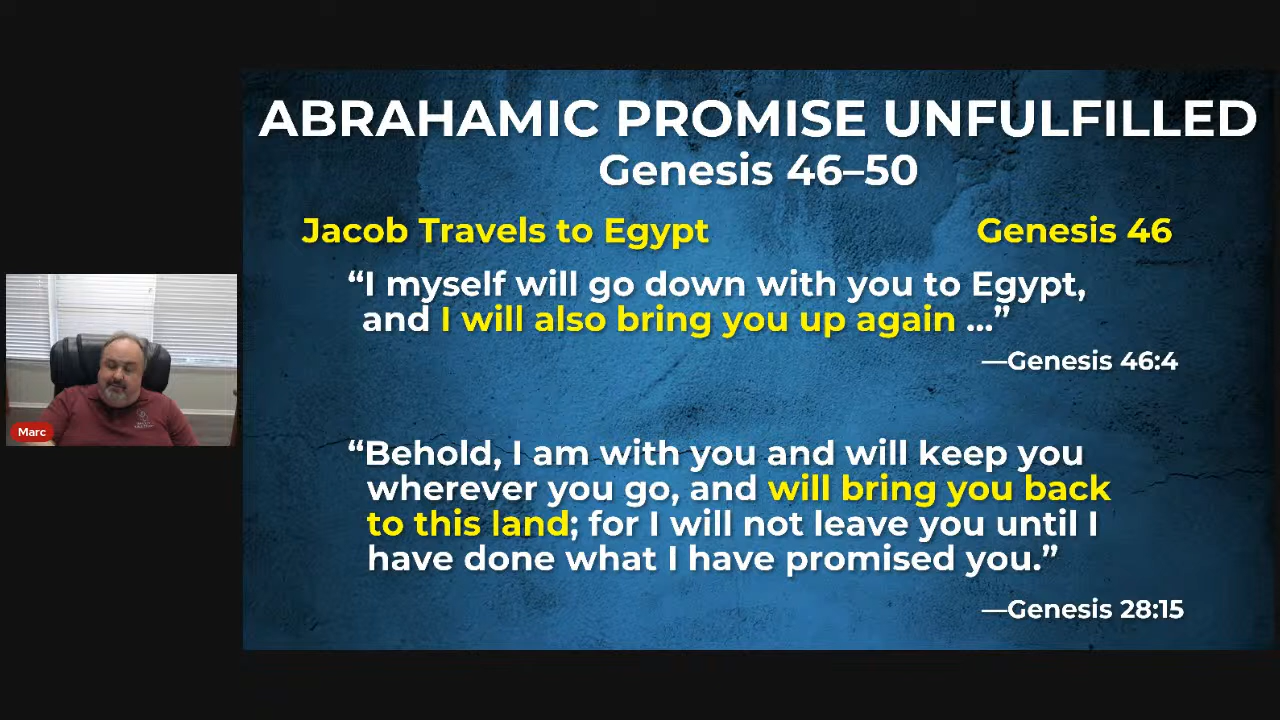 ABRAHAMIC PROMISE UNFULFILLED
Genesis 46–50
Jacob Travels to Egypt Genesis 46
“I myself will go down with you to Egypt,
and I will also bring you up again ...”
—Genesis 46:4
Marc
“Behold, I am with you and will keep you
wherever you go, and will bring you back
to this land; for I will not leave you until I
have done what I have promised you.”
—Genesis 28:15